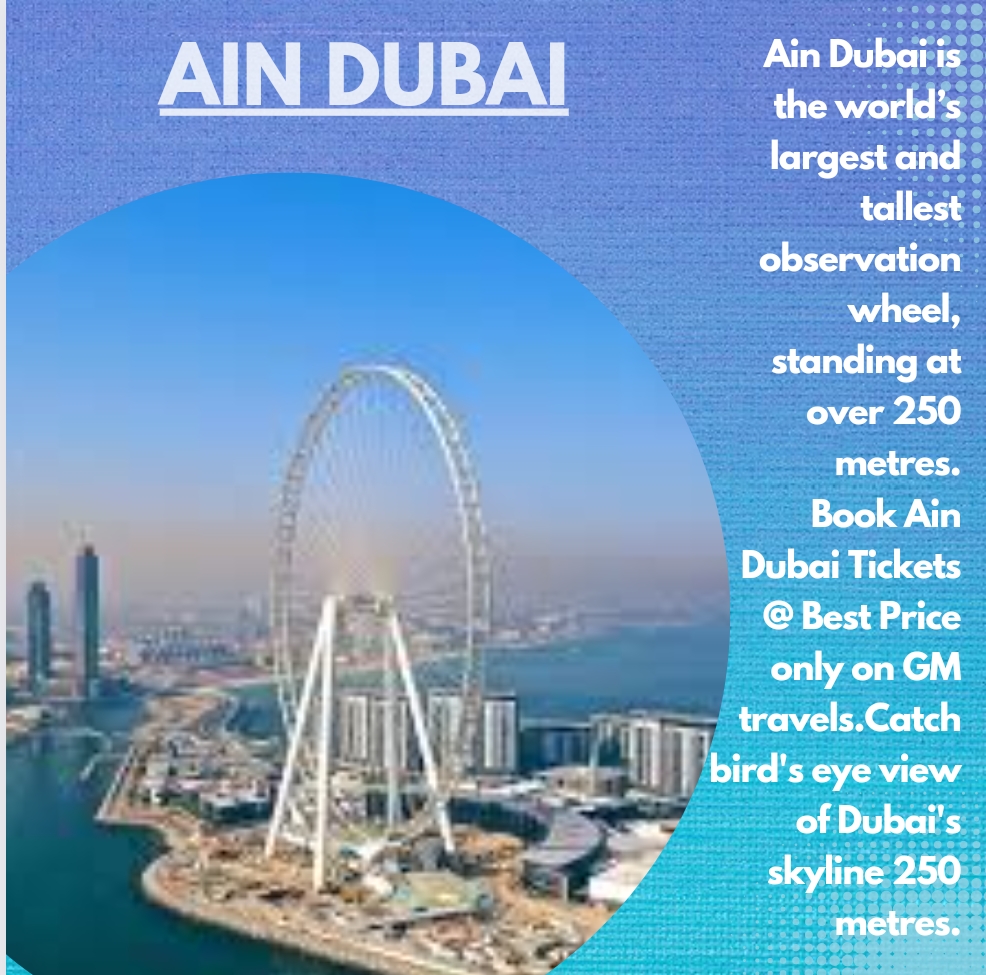 AIN DUBAI
Ain Dubai is
the world’s
largest and
tallest
observation
wheel,
standing at
over 250
metres.
Book Ain
Dubai Tickets
@ Best Price
only on GM
travels.Catch
bird's eye view
of Dubai's
skyline 250
metres.